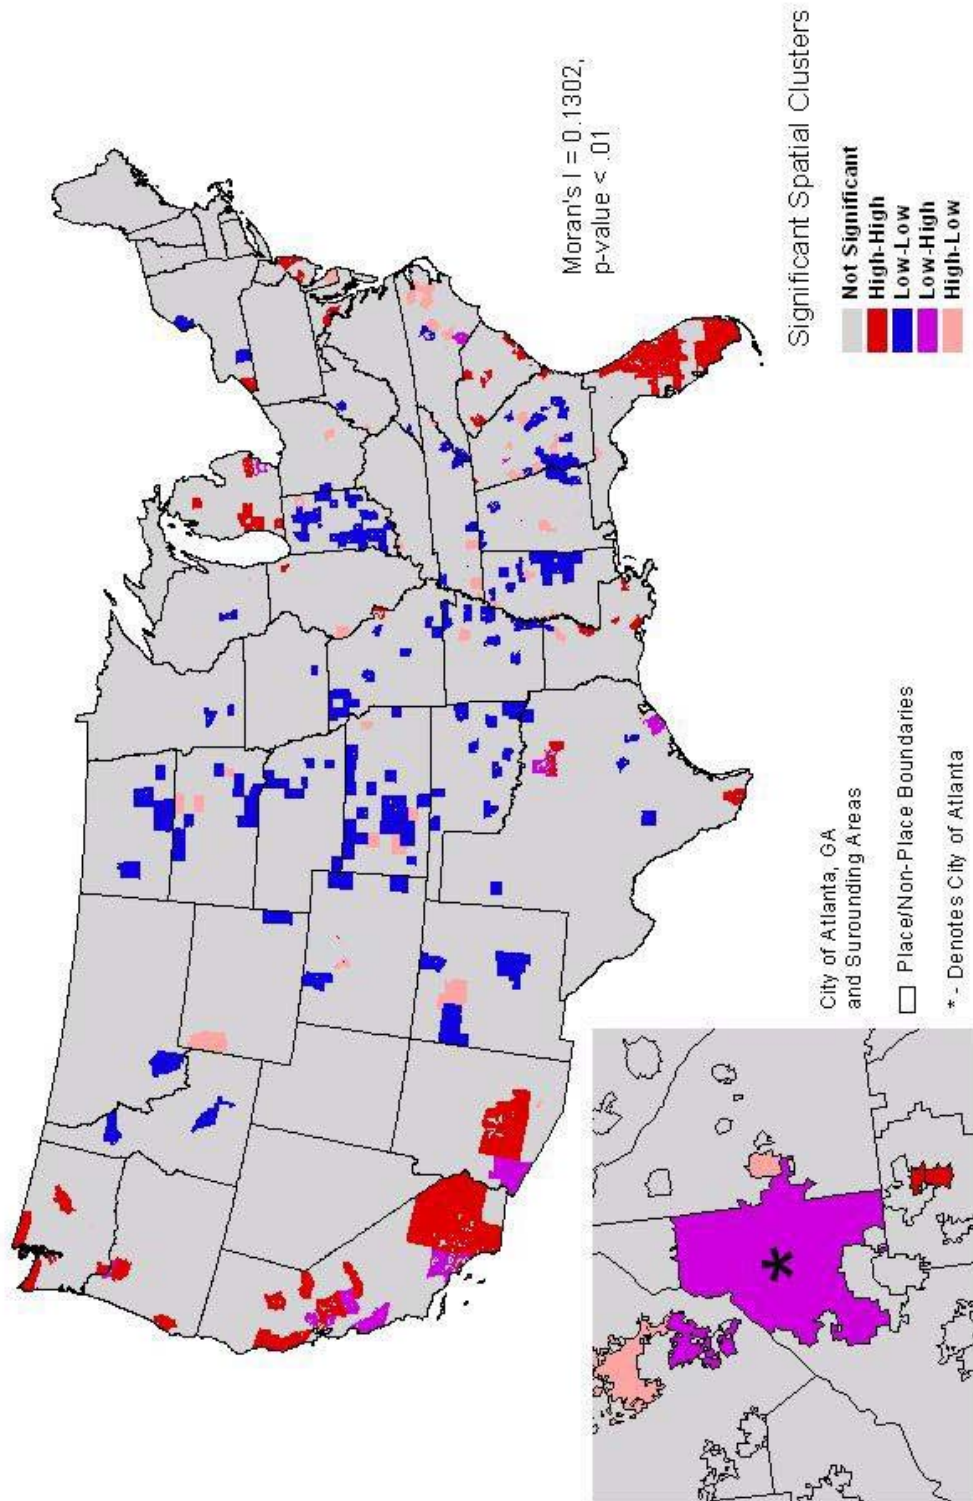 Moran's I = 0.1302,
p-value < .01
Significant Spatial Clusters
Not Significant
High-High
Low-Low
Low-High
High-Low
City of Atlanta, GA
and Surounding Areas
Place/Non-Place Boundaries
* - Denotes City of Atlanta
*